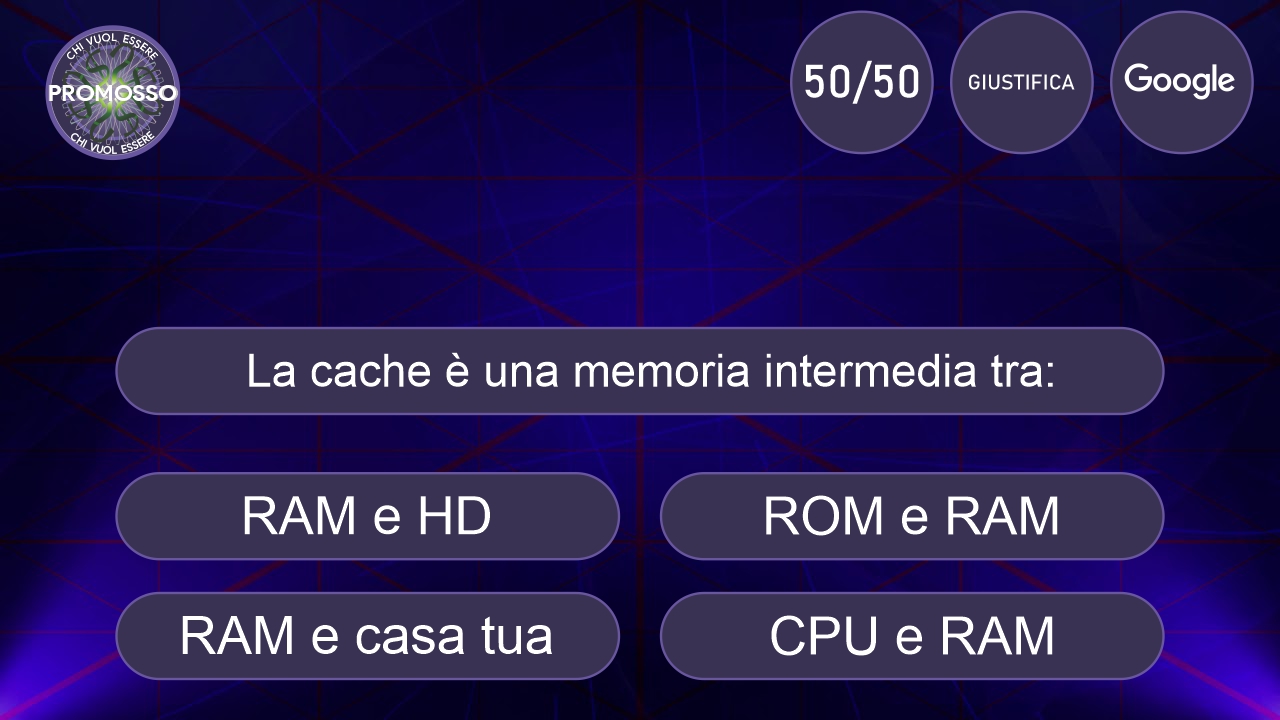 CHI VUOL ESSERE
PROMOSSO
CHI VUOL ESSERE
50/50
GIUSTIFICA
Google
La cache è una memoria intermedia tra:
RAM e HD
ROM e RAM
RAM e casa tua
CPU e RAM